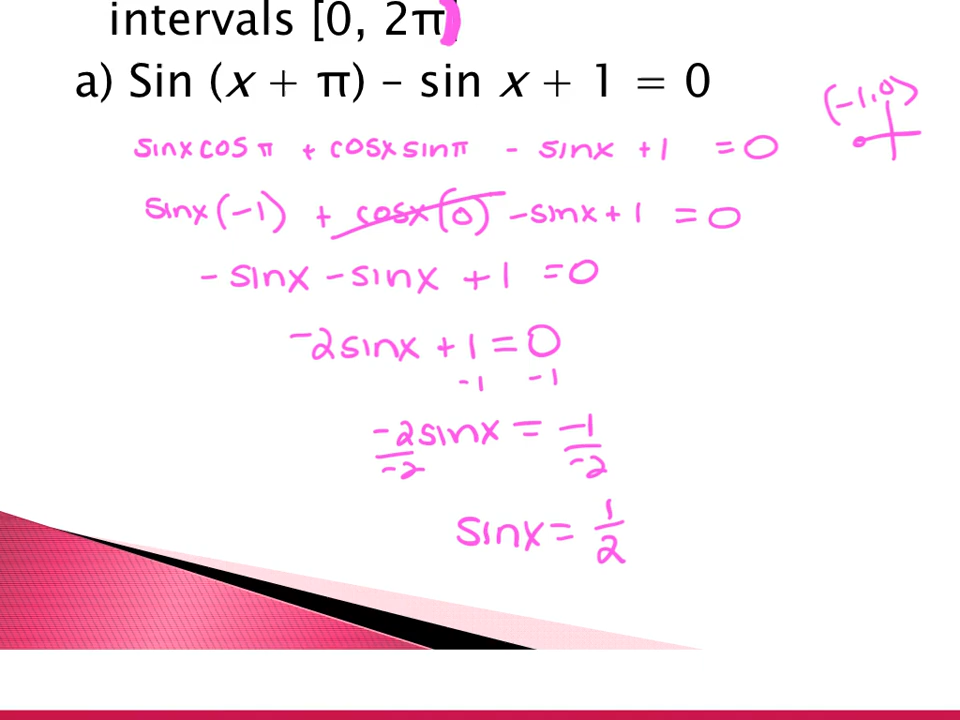 intervals [0, 2π)
a) Sin (x + π) – sin x + 1 = 0
(-1,0)
sinx cos π + cosx sinπ - sinx +1 = 0
sinx (-1) + cosx (0) - sinx + 1 = 0
- sinx - sinx + 1 = 0
-2sinx + 1 = 0
-1 -1
-2sinx = -1
-2 -2
sinx = 1/2